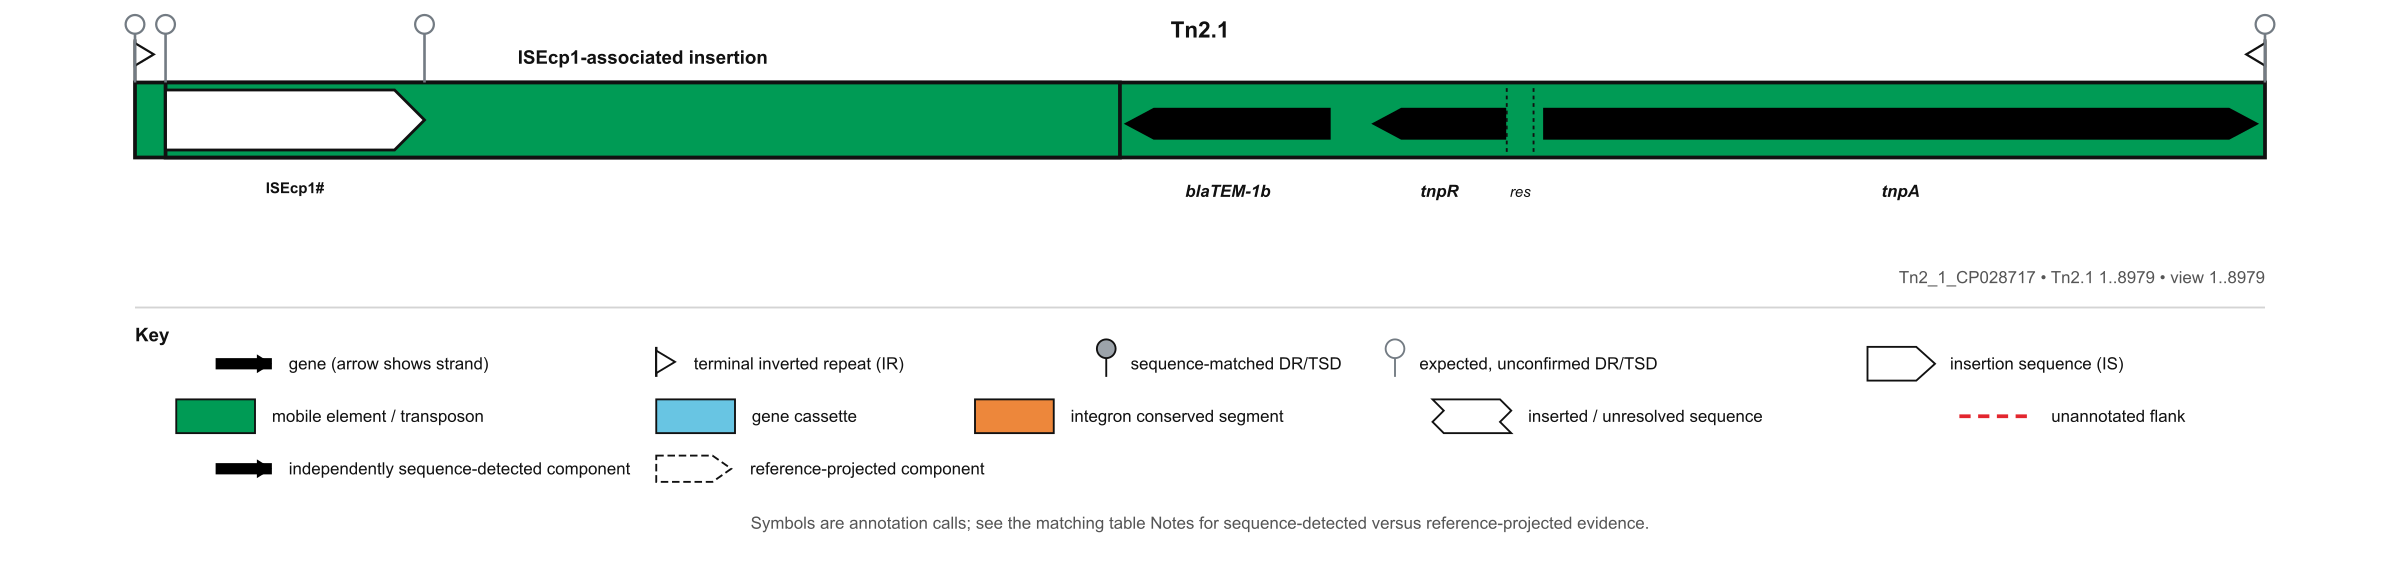 Tn2.1
ISEcp1-associated insertion
ISEcp1#
blaTEM-1b
tnpR
res
tnpA
Tn2_1_CP028717 • Tn2.1 1..8979 • view 1..8979
Key
gene (arrow shows strand)
terminal inverted repeat (IR)
sequence-matched DR/TSD
expected, unconfirmed DR/TSD
insertion sequence (IS)
mobile element / transposon
gene cassette
integron conserved segment
inserted / unresolved sequence
unannotated flank
independently sequence-detected component
reference-projected component
Symbols are annotation calls; see the matching table Notes for sequence-detected versus reference-projected evidence.